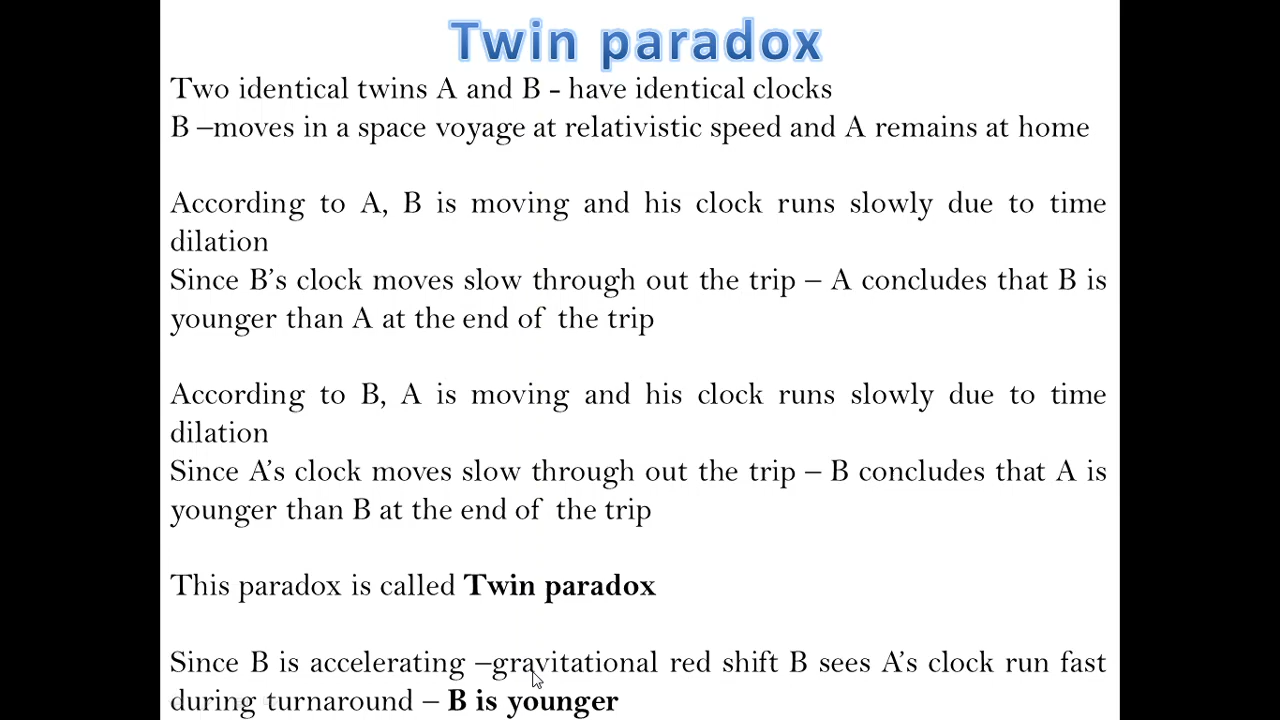 Twin paradox
Two identical twins A and B - have identical clocks
B –moves in a space voyage at relativistic speed and A remains at home
According to A, B is moving and his clock runs slowly due to time
dilation
Since B’s clock moves slow through out the trip – A concludes that B is
younger than A at the end of the trip
According to B, A is moving and his clock runs slowly due to time
dilation
Since A’s clock moves slow through out the trip – B concludes that A is
younger than B at the end of the trip
This paradox is called Twin paradox
Since B is accelerating –gravitational red shift B sees A’s clock run fast
during turnaround – B is younger